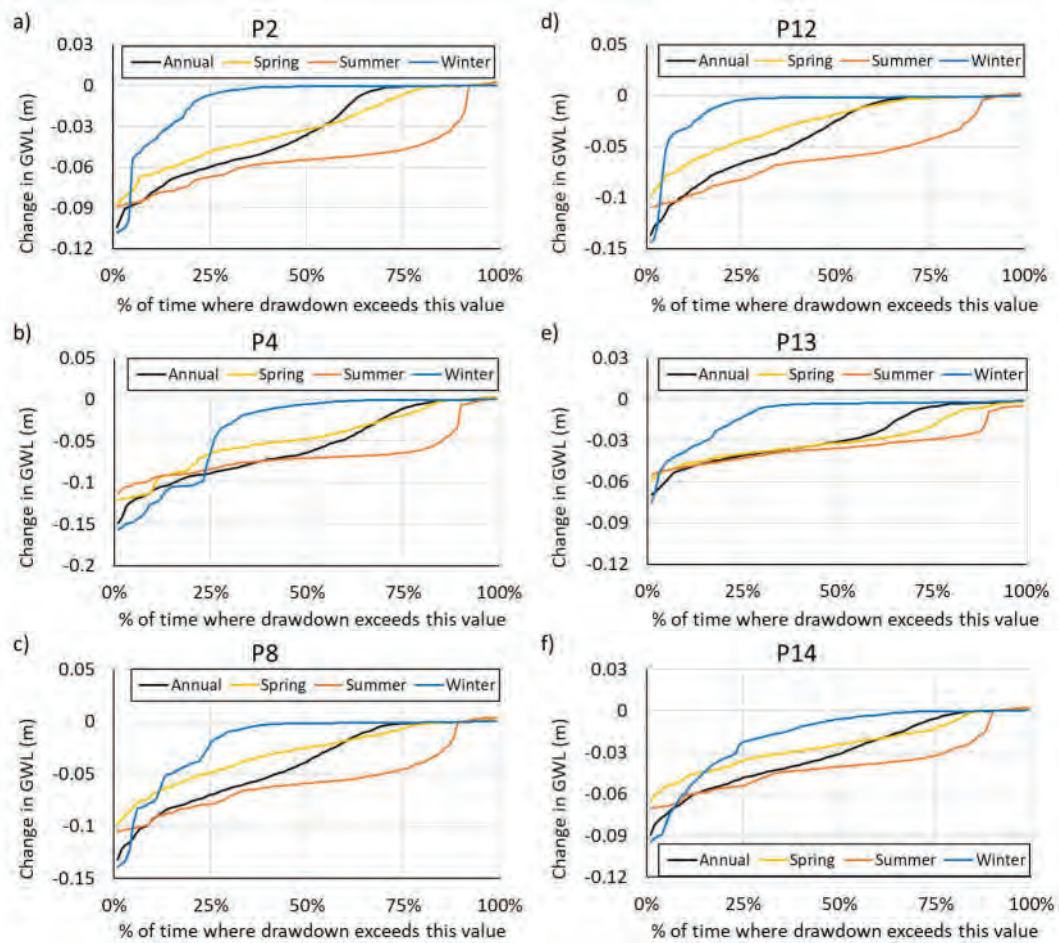 a)
P2
0.03
Annual Spring Summer Winter
0
-0.03
-0.06
-0.09
-0.12
Change in GWL (m)
0% 25% 50% 75% 100%
% of time where drawdown exceeds this value
b)
P4
0.05
Annual Spring Summer Winter
0
-0.05
-0.1
-0.15
-0.2
Change in GWL (m)
0% 25% 50% 75% 100%
% of time where drawdown exceeds this value
c)
P8
0.05
Annual Spring Summer Winter
0
-0.05
-0.1
-0.15
Change in GWL (m)
0% 25% 50% 75% 100%
% of time where drawdown exceeds this value
d)
P12
0.05
Annual Spring Summer Winter
0
-0.05
-0.1
-0.15
Change in GWL (m)
0% 25% 50% 75% 100%
% of time where drawdown exceeds this value
e)
P13
0.03
Annual Spring Summer Winter
0
-0.03
-0.06
-0.09
-0.12
Change in GWL (m)
0% 25% 50% 75% 100%
% of time where drawdown exceeds this value
f)
P14
0.03
0
-0.03
-0.06
-0.09
Annual Spring Summer Winter
-0.12
Change in GWL (m)
0% 25% 50% 75% 100%
% of time where drawdown exceeds this value